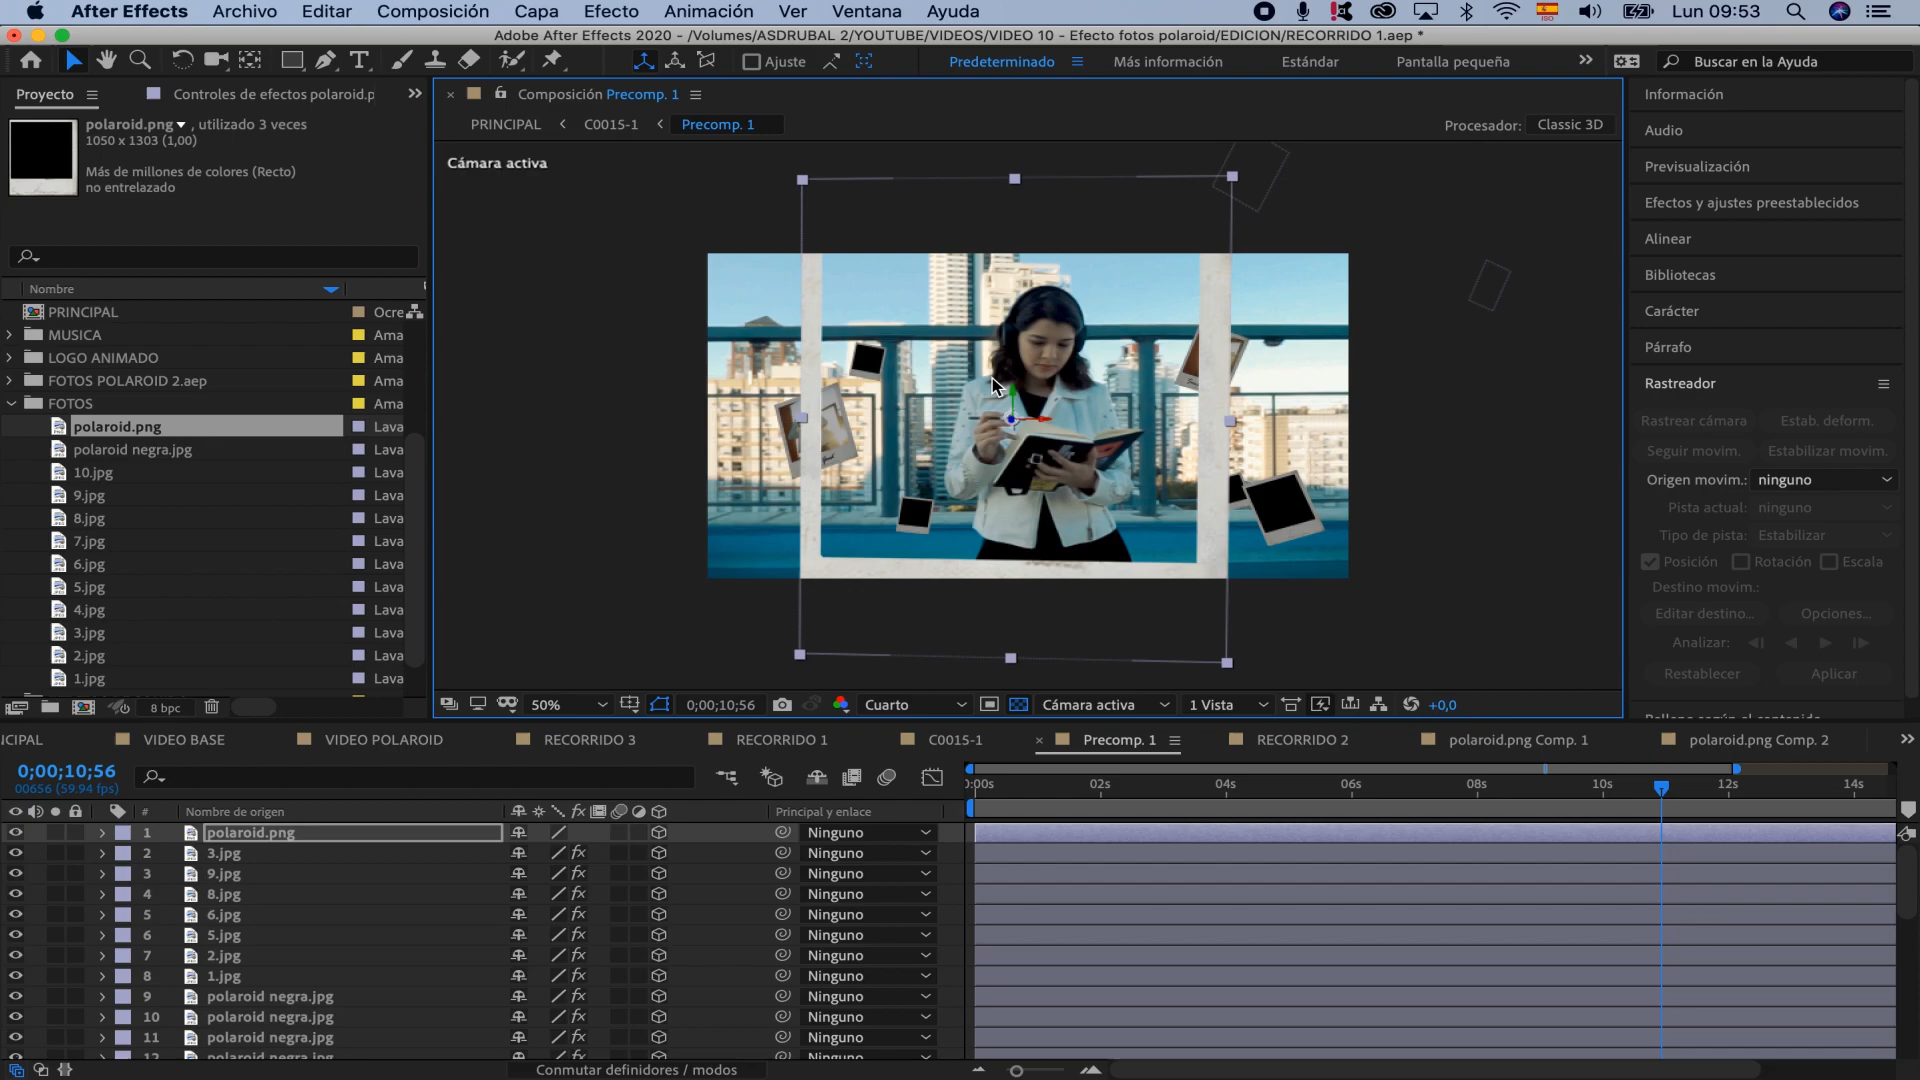 After Effects Archivo Editar Composición Capa Efecto Animación Ver Ventana Ayuda Lun 09:53
Adobe After Effects 2020 - /Volumes/ASDRUBAL 2/YOUTUBE/VIDEOS/VIDEO 10 - Efecto fotos polaroid/EDICION/RECORRIDO 1.aep *
Ajuste Predeterminado Más información Estándar Pantalla pequeña Buscar en la Ayuda
Proyecto Controles de efectos polaroid.p
polaroid.png , utilizado 3 veces
1050 x 1303 (1,00)
Más de millones de colores (Recto)
no entrelazado
Nombre
PRINCIPAL Ocre
MUSICA Ama
LOGO ANIMADO Ama
FOTOS POLAROID 2.aep Ama
FOTOS Ama
polaroid.png Lava
polaroid negra.jpg Lava
10.jpg Lava
9.jpg Lava
8.jpg Lava
7.jpg Lava
6.jpg Lava
5.jpg Lava
4.jpg Lava
3.jpg Lava
2.jpg Lava
1.jpg Lava
8 bpc
Composición Precomp. 1
PRINCIPAL C0015-1 Precomp. 1
Procesador: Classic 3D
Cámara activa
50% 0;00;10;56 Cuarto Cámara activa 1 Vista +0,0
Información
Audio
Previsualización
Efectos y ajustes preestablecidos
Alinear
Bibliotecas
Carácter
Párrafo
Rastreador
Rastrear cámara Estab. deform.
Seguir movim. Estabilizar movim.
Origen movim.: ninguno
Pista actual: ninguno
Tipo de pista: Estabilizar
Posición Rotación Escala
Destino movim.:
Editar destino... Opciones...
Analizar:
Restablecer Aplicar
ICIPAL VIDEO BASE VIDEO POLAROID RECORRIDO 3 RECORRIDO 1 C0015-1 Precomp. 1 RECORRIDO 2 polaroid.png Comp. 1 polaroid.png Comp. 2
0;00;10;56
00656 (59.94 fps)
:00s 02s 04s 06s 08s 10s 12s 14s
# Nombre de origen Principal y enlace
1 polaroid.png Ninguno
2 3.jpg Ninguno
3 9.jpg Ninguno
4 8.jpg Ninguno
5 6.jpg Ninguno
6 5.jpg Ninguno
7 2.jpg Ninguno
8 1.jpg Ninguno
9 polaroid negra.jpg Ninguno
10 polaroid negra.jpg Ninguno
11 polaroid negra.jpg Ninguno
12 polaroid negra.jpg Ninguno
Conmutar definidores / modos